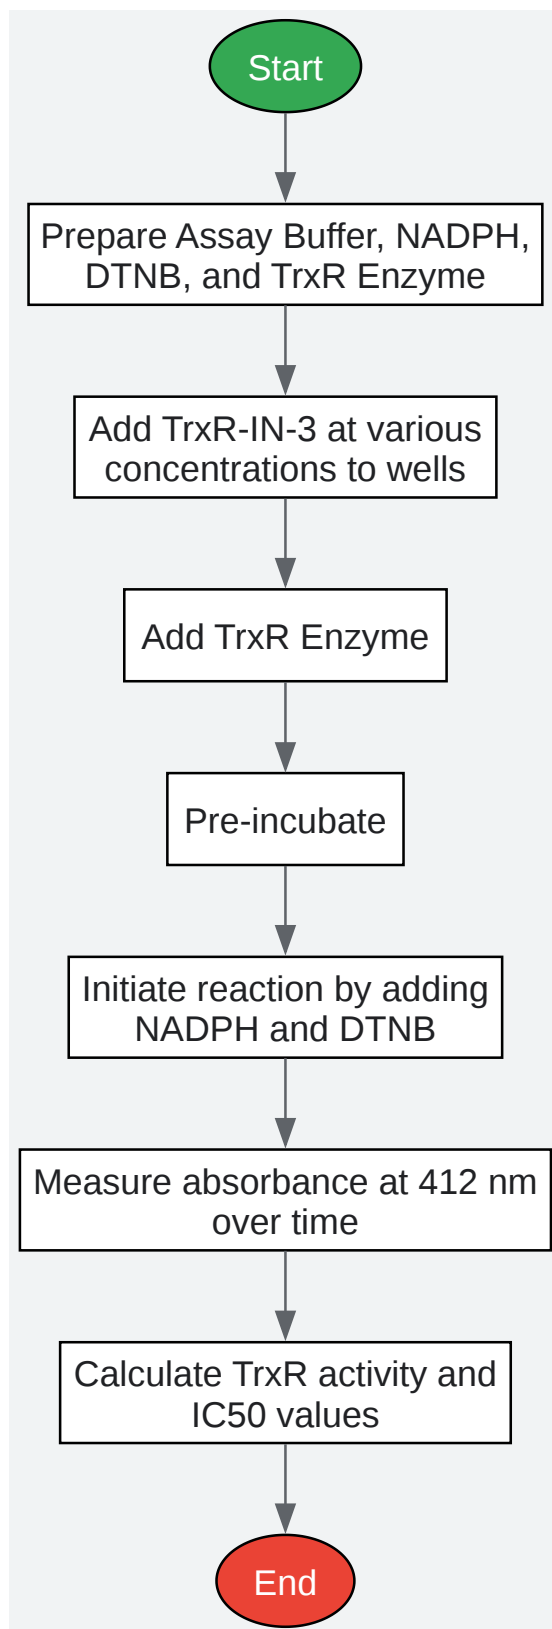 Start
Prepare Assay Buffer, NADPH,
DTNB, and TrxR Enzyme
Add TrxR-IN-3 at various
concentrations to wells
Add TrxR Enzyme
Pre-incubate
Initiate reaction by adding
NADPH and DTNB
Measure absorbance at 412 nm
over time
Calculate TrxR activity and
IC50 values
End